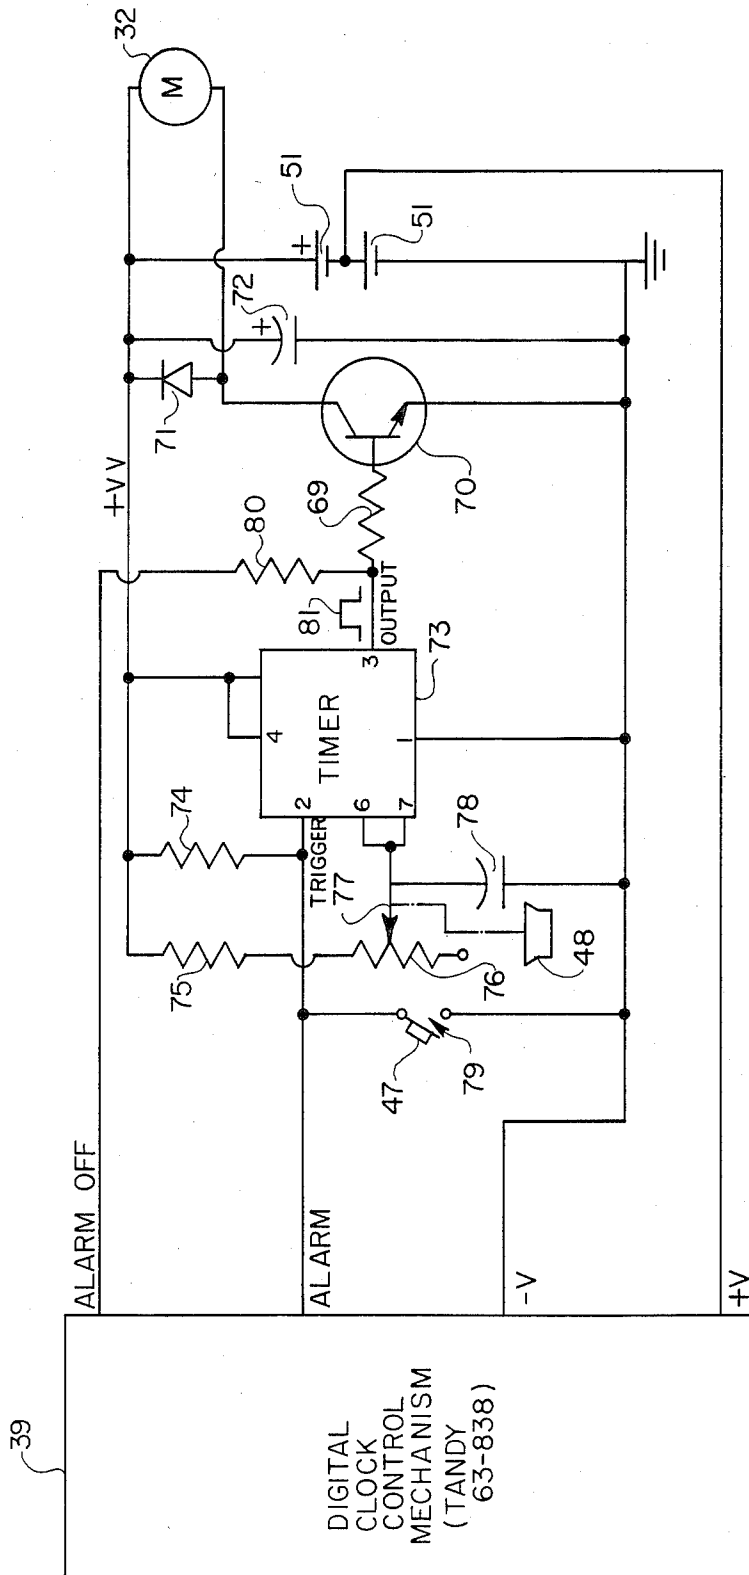 39
DIGITAL
CLOCK
CONTROL
MECHANISM
(TANDY
63-838)
ALARM OFF
ALARM
-V
+V
+VV
75
74
80
71
72
+
51
+
51
32
M
2
TRIGGER
4
TIMER
6
7
1
3
OUTPUT
81
69
70
73
77
78
76
48
47
79